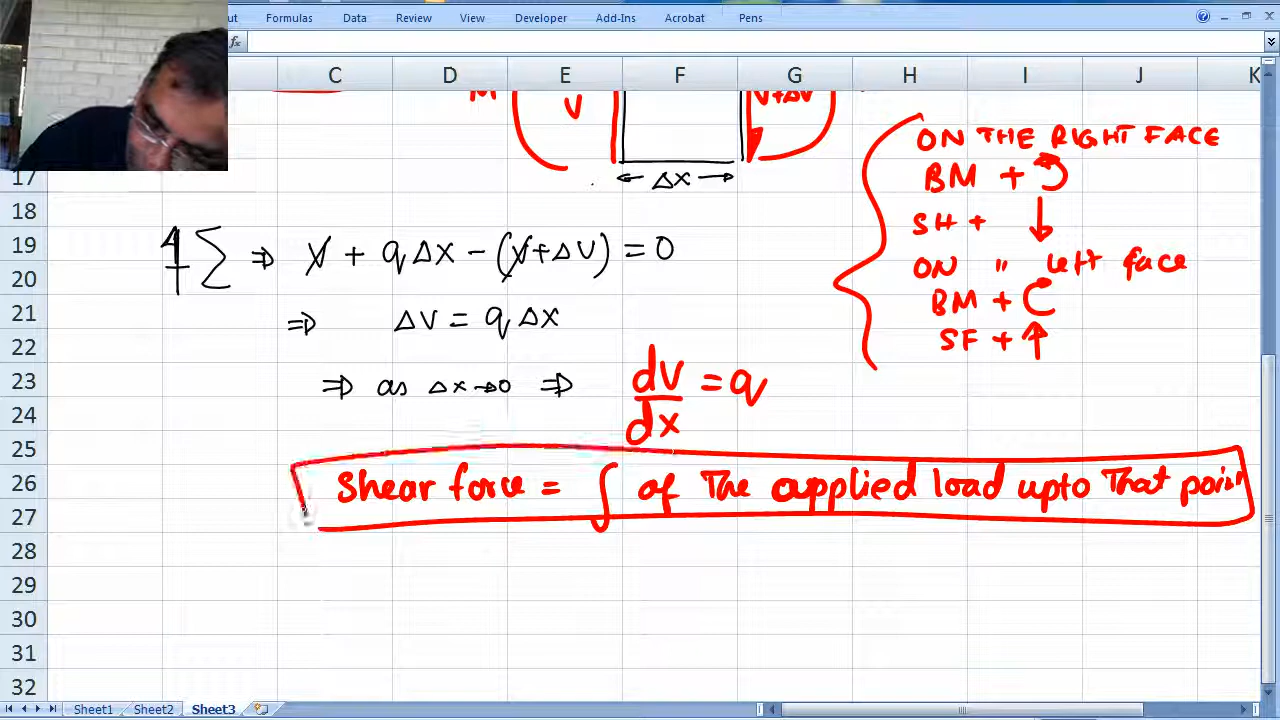 Formulas Data Review View Developer Add-Ins Acrobat Pens
C D E F G H I J K
M V V+ΔV
Δx
17
18
19
20
21
22
23
24
25
26
27
28
29
30
31
32
ON THE RIGHT FACE
BM +
SH + ↓
ON " left face
BM +
SF + ↑
⇒ V + qΔx - (V+ΔV) = 0
⇒ ΔV = qΔx
⇒ as Δx→0 ⇒ dV/dx = q
Shear force = ∫ of The applied load upto That point
Sheet1 Sheet2 Sheet3